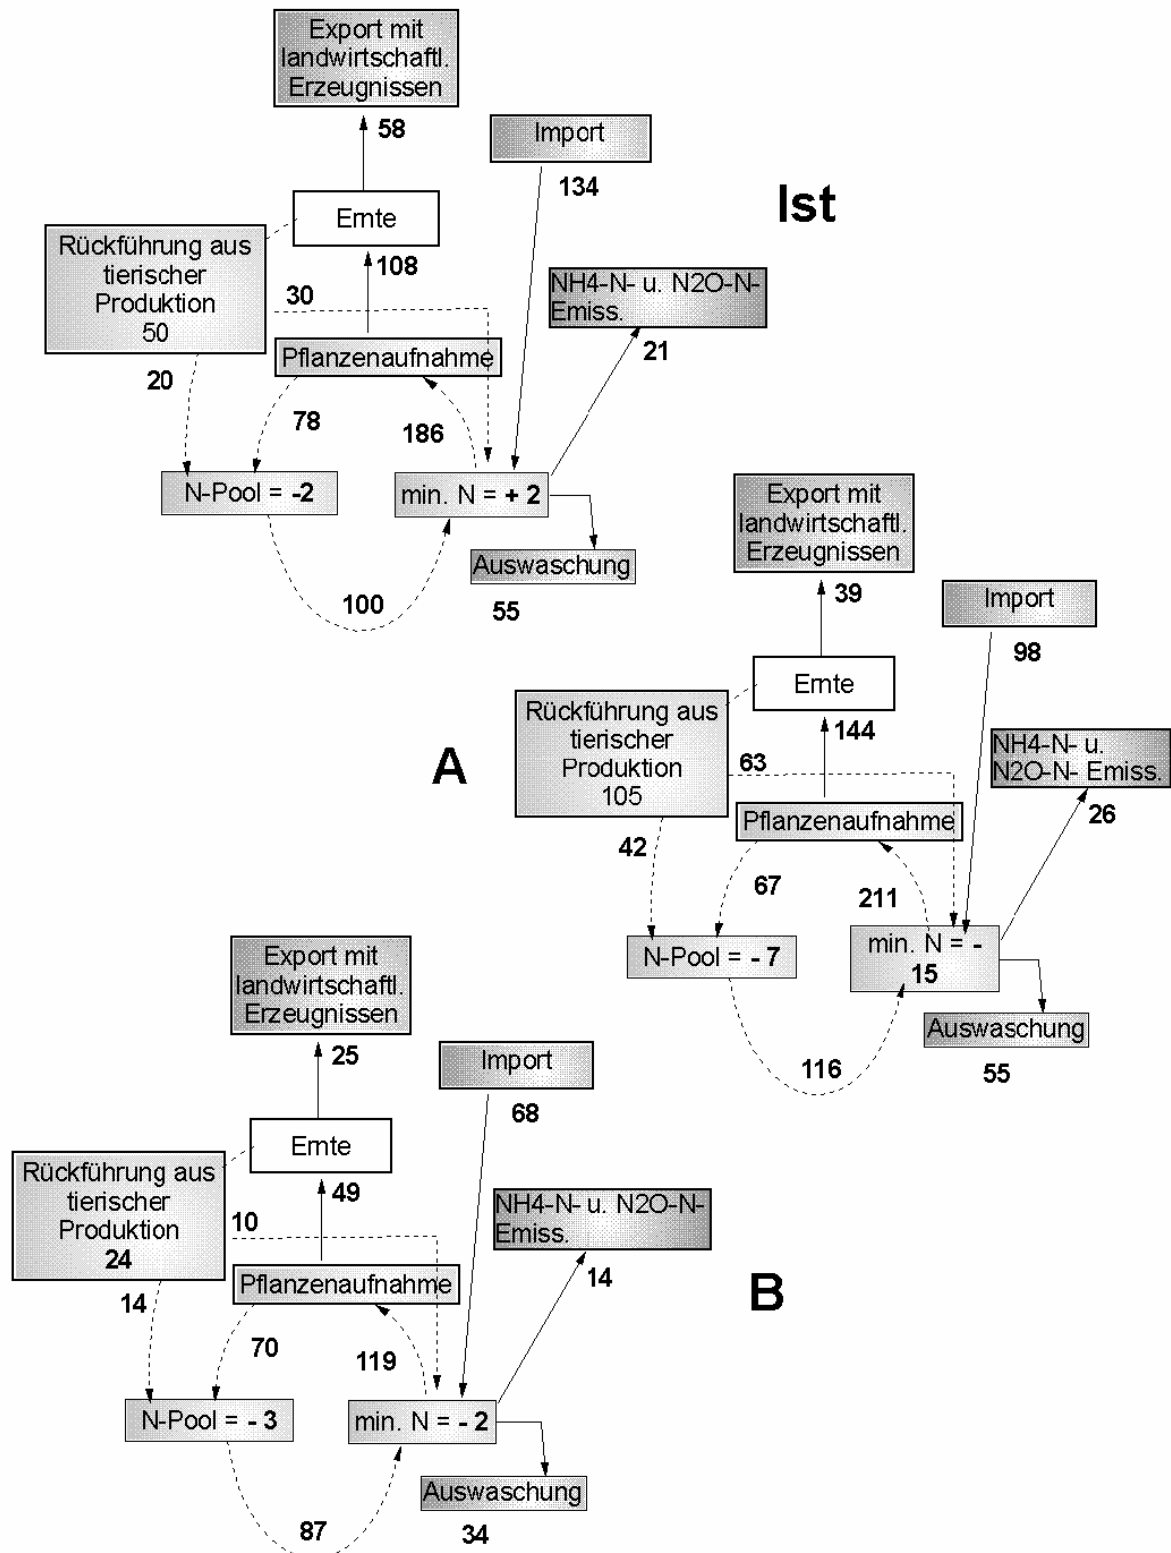 Export mit
landwirtschaftl.
Erzeugnissen
58
Import
134
Ist
Ernte
108
Rückführung aus
tierischer
Produktion
50
30
NH4-N- u. N2O-N-
Emiss.
21
Pflanzenaufnahme
20
78
186
N-Pool = -2
min. N = + 2
Auswaschung
55
100
Export mit
landwirtschaftl.
Erzeugnissen
39
Import
98
Ernte
144
A
Rückführung aus
tierischer
Produktion
105
63
NH4-N- u.
N2O-N- Emiss.
26
Pflanzenaufnahme
42
67
211
N-Pool = - 7
min. N = -
15
Auswaschung
55
116
Export mit
landwirtschaftl.
Erzeugnissen
25
Import
68
Ernte
49
Rückführung aus
tierischer
Produktion
24
10
NH4-N- u. N2O-N-
Emiss.
14
B
Pflanzenaufnahme
14
70
119
N-Pool = - 3
min. N = - 2
Auswaschung
34
87